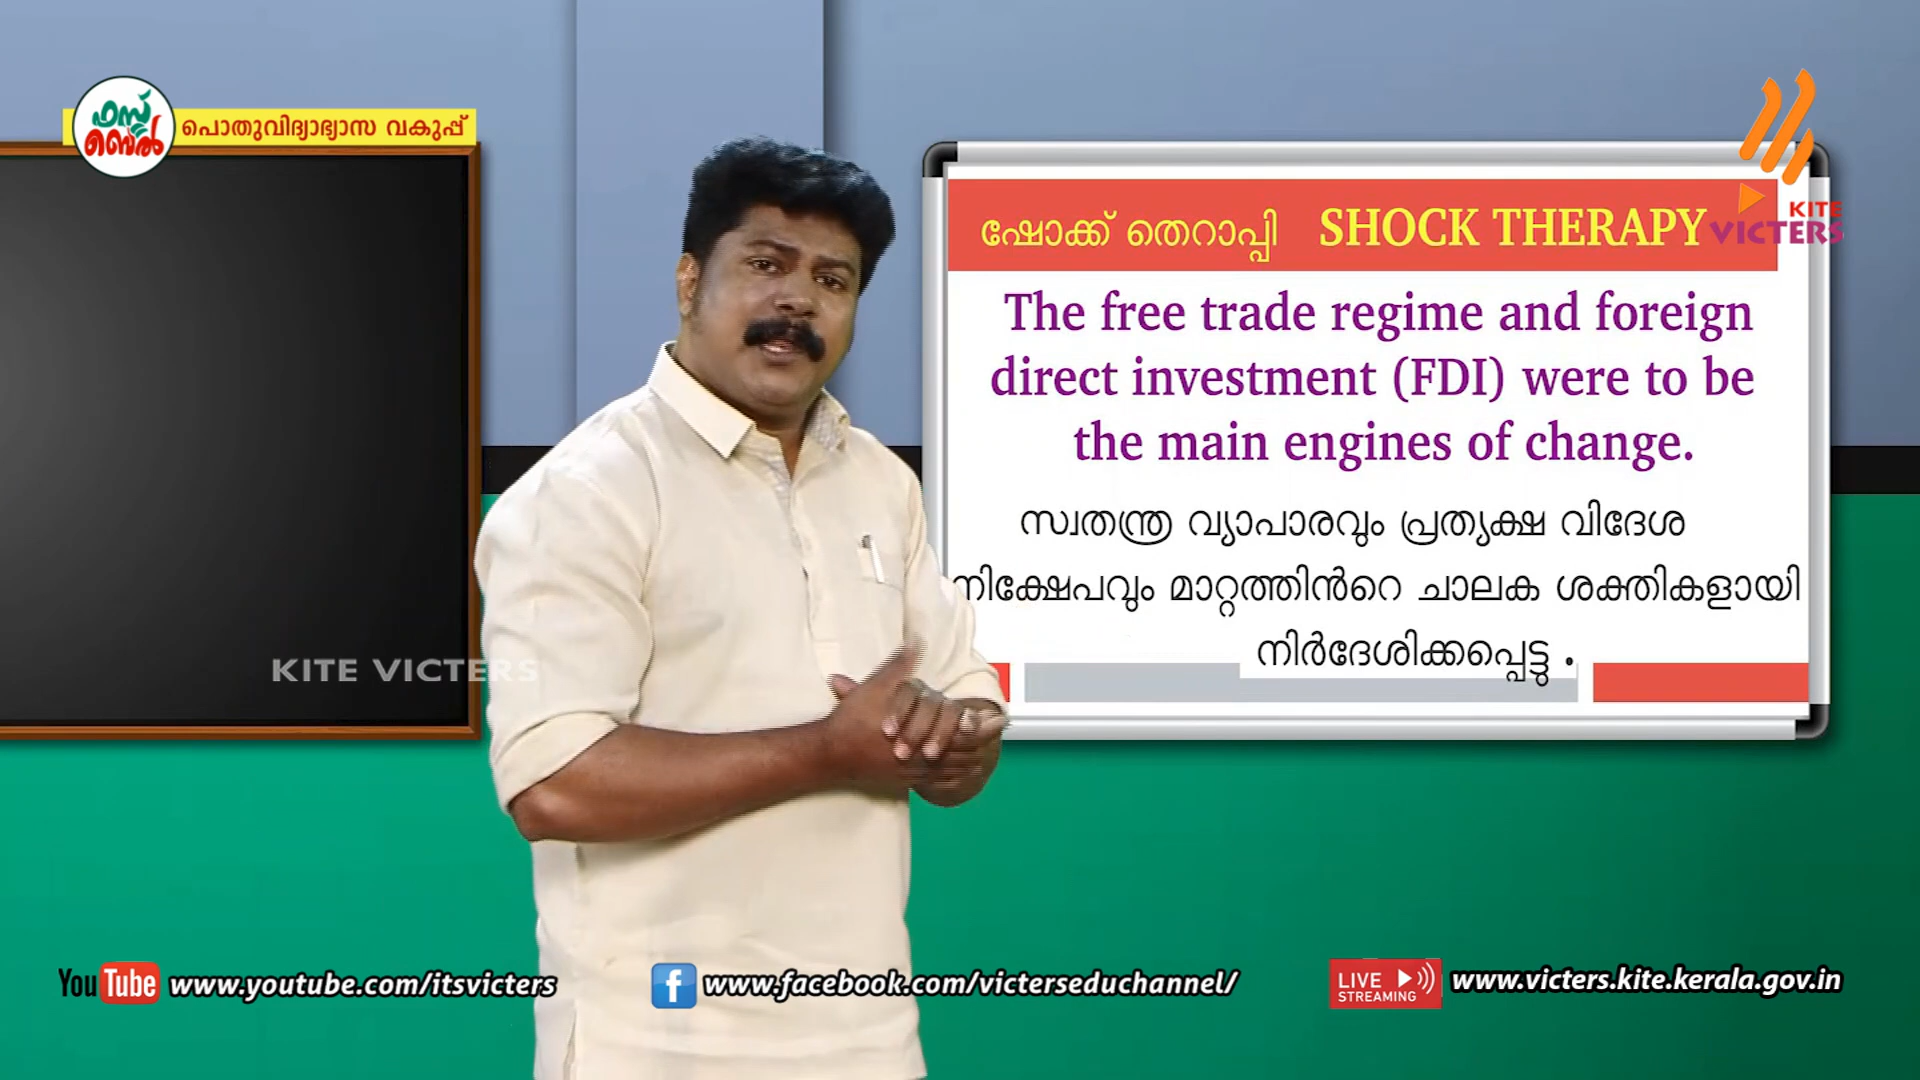 ഫസ്റ്റ്
ബെൽ
പൊതുവിദ്യാഭ്യാസ വകുപ്പ്
KITE
VICTERS
ഷോക്ക് തെറാപ്പി SHOCK THERAPY
The free trade regime and foreign
direct investment (FDI) were to be
the main engines of change.
സ്വതന്ത്ര വ്യാപാരവും പ്രത്യക്ഷ വിദേശ
നിക്ഷേപവും മാറ്റത്തിൻറെ ചാലക ശക്തികളായി
നിർദേശിക്കപ്പെട്ടു .
KITE VICTERS
YouTube www.youtube.com/itsvicters
f www.facebook.com/victerseduchannel/
LIVE
STREAMING
www.victers.kite.kerala.gov.in